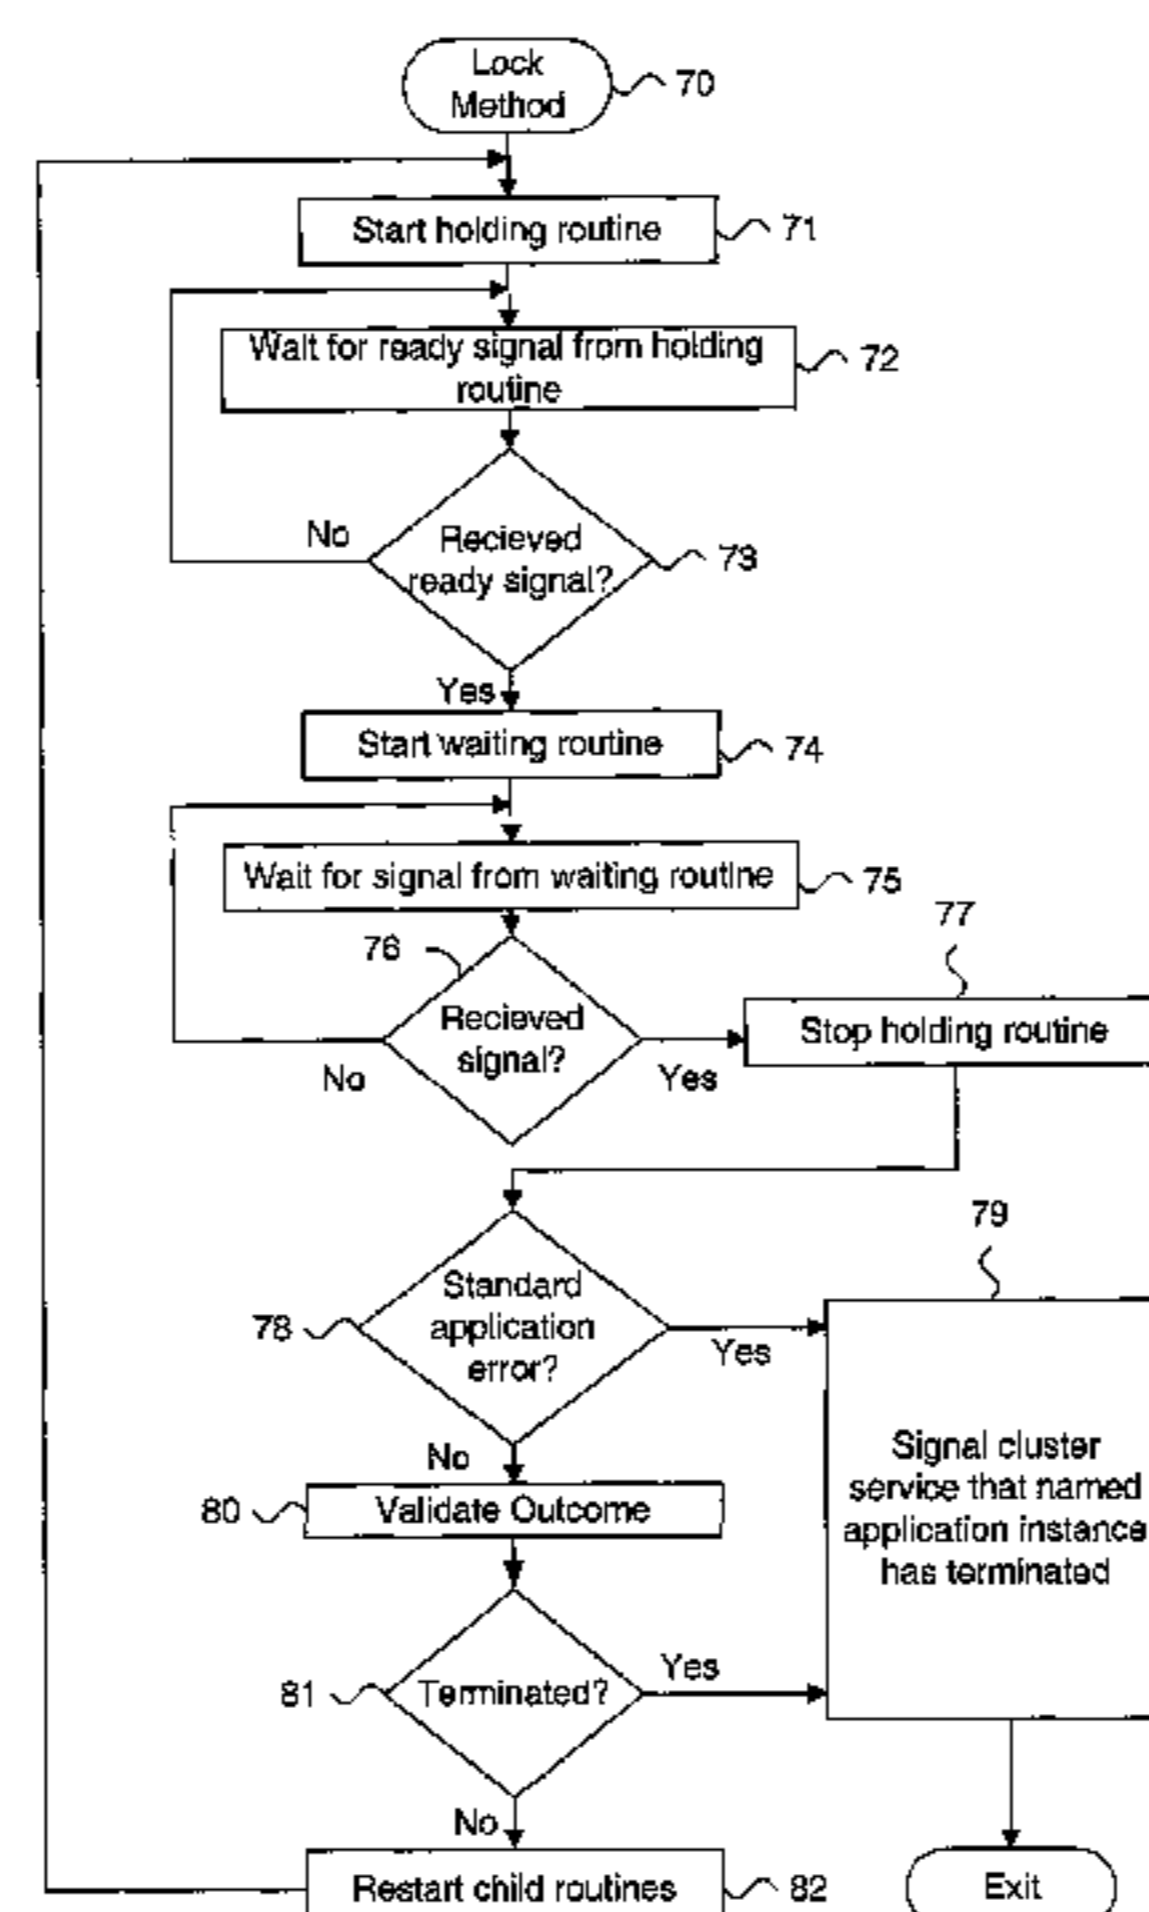 Lock
Method
70
Start holding routine
71
Wait for ready signal from holding
routine
72
No
Recieved
ready signal?
73
Yes
Start waiting routine
74
Wait for signal from waiting routine
75
76
77
Recieved
signal?
No
Yes
Stop holding routine
78
Standard
application
error?
Yes
79
Signal cluster
service that named
application instance
has terminated
No
80
Validate Outcome
81
Terminated?
Yes
No
Restart child routines
82
Exit